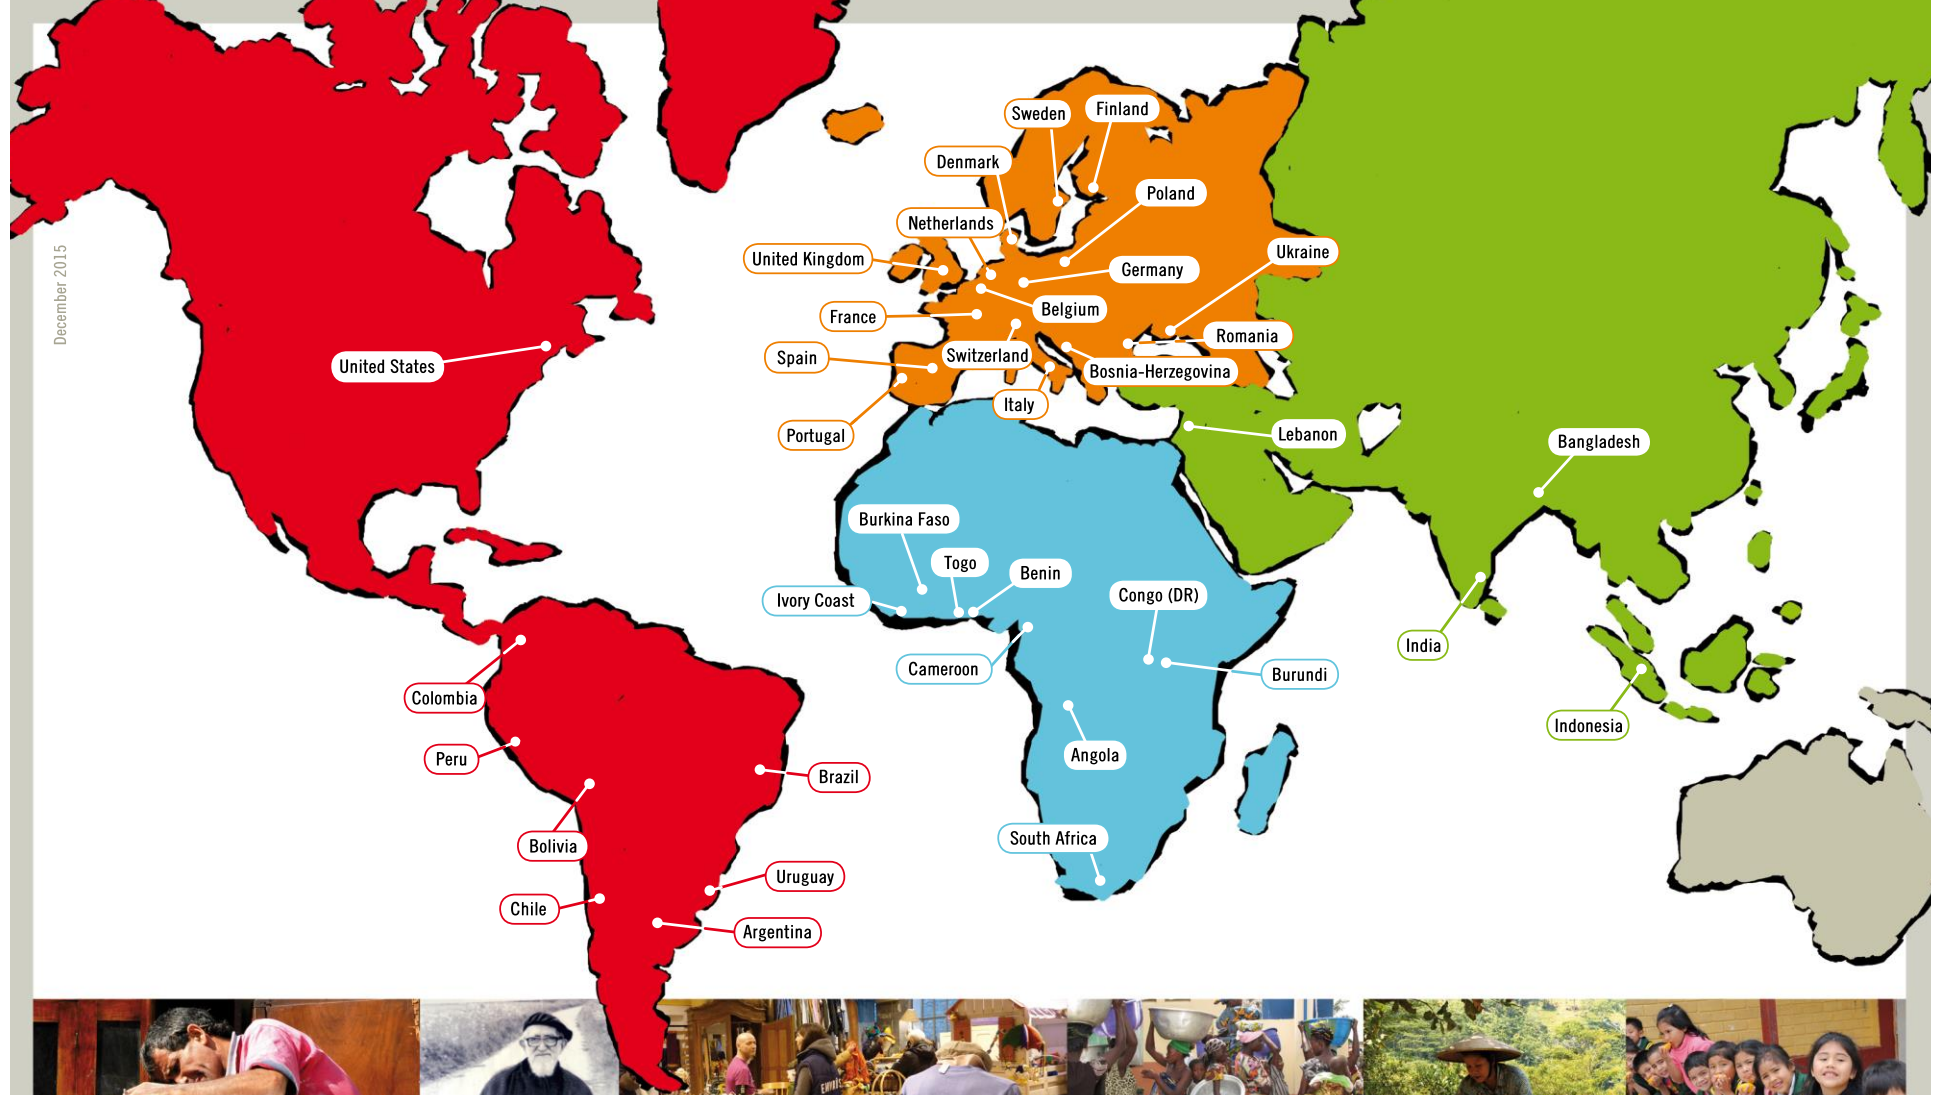 Sweden
Finland
Denmark
Poland
Netherlands
United Kingdom
Ukraine
Germany
December 2015
Belgium
France
Romania
Switzerland
Spain
United States
Bosnia-Herzegovina
Italy
Portugal
Lebanon
Bangladesh
Burkina Faso
Togo
Benin
Ivory Coast
Congo (DR)
India
Cameroon
Burundi
Colombia
Indonesia
Angola
Peru
Brazil
South Africa
Bolivia
Uruguay
Chile
Argentina